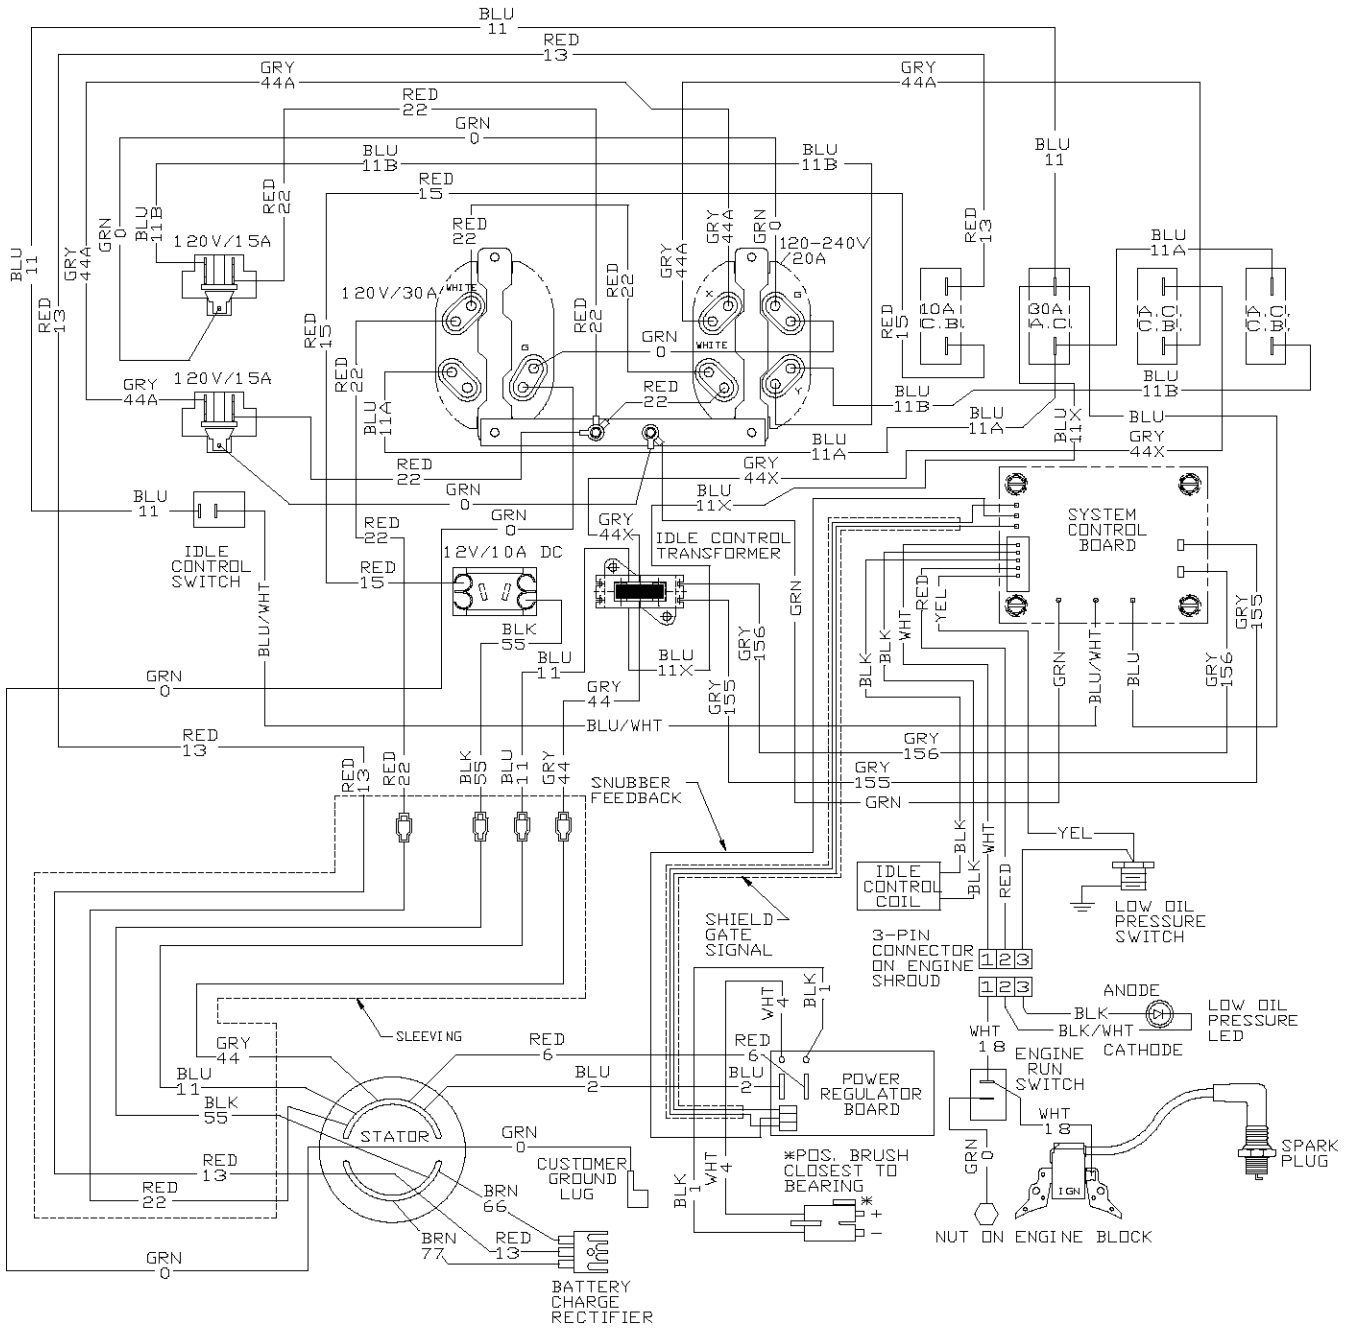 BLU
11
RED
13
GRY
44A
GRY
44A
RED
22
GRN
0
BLU
11
BLU
11B
BLU
11B
RED
15
RED
22
GRN
0
BLU
11B
120V/15A
RED
22
GRY
44A
GRN
0
RED
13
120-240V
/20A
BLU
11A
BLU
11
GRY
44A
GRY
44A
RED
13
120V/30A
WHITE
X
G
RED
15
RED
22
RED
22
10A
C.B.
30A
A.C.
A.C.
C.B.
A.C.
C.B.
RED
15
G
GRN
0
WHITE
120V/15A
GRY
44A
RED
22
RED
22
Y
BLU
11B
BLU
11B
BLU
11A
BLU
11A
BLU
11X
BLU
BLU
11A
GRY
44X
RED
22
GRY
44X
BLU
11
GRN
0
BLU
11X
IDLE
CONTROL
SWITCH
RED
22
GRN
0
GRY
44X
IDLE CONTROL
TRANSFORMER
SYSTEM
CONTROL
BOARD
12V/10A DC
RED
15
BLU/WHT
GRN
BLK
55
GRY
156
WHT
RED
YEL
GRY
155
BLU
11
BLU
11X
BLK
BLK
GRN
BLU/WHT
BLU
GRY
156
GRN
0
GRY
44
GRY
155
BLU/WHT
RED
13
RED
13
RED
22
BLK
55
BLU
11
GRY
44
GRY
156
GRY
155
GRN
SNUBBER
FEEDBACK
BLK
WHT
YEL
IDLE
CONTROL
COIL
BLK
RED
LOW OIL
PRESSURE
SWITCH
SHIELD
GATE
SIGNAL
3-PIN
CONNECTOR
ON ENGINE
SHROUD
1 2 3
1 2 3
ANODE
BLK
BLK/WHT
CATHODE
LOW OIL
PRESSURE
LED
WHT
4
BLK
1
SLEEVING
WHT
18
ENGINE
RUN
SWITCH
GRY
44
RED
6
RED
6
BLU
11
BLU
2
BLU
2
POWER
REGULATOR
BOARD
BLK
55
STATOR
WHT
18
GRN
0
CUSTOMER
GROUND
LUG
*POS. BRUSH
CLOSEST TO
BEARING
GRN
0
SPARK
PLUG
RED
13
RED
22
BRN
66
BLK
1
WHT
4
*
+
-
IGN
NUT ON ENGINE BLOCK
BRN
77
RED
13
GRN
0
BATTERY
CHARGE
RECTIFIER